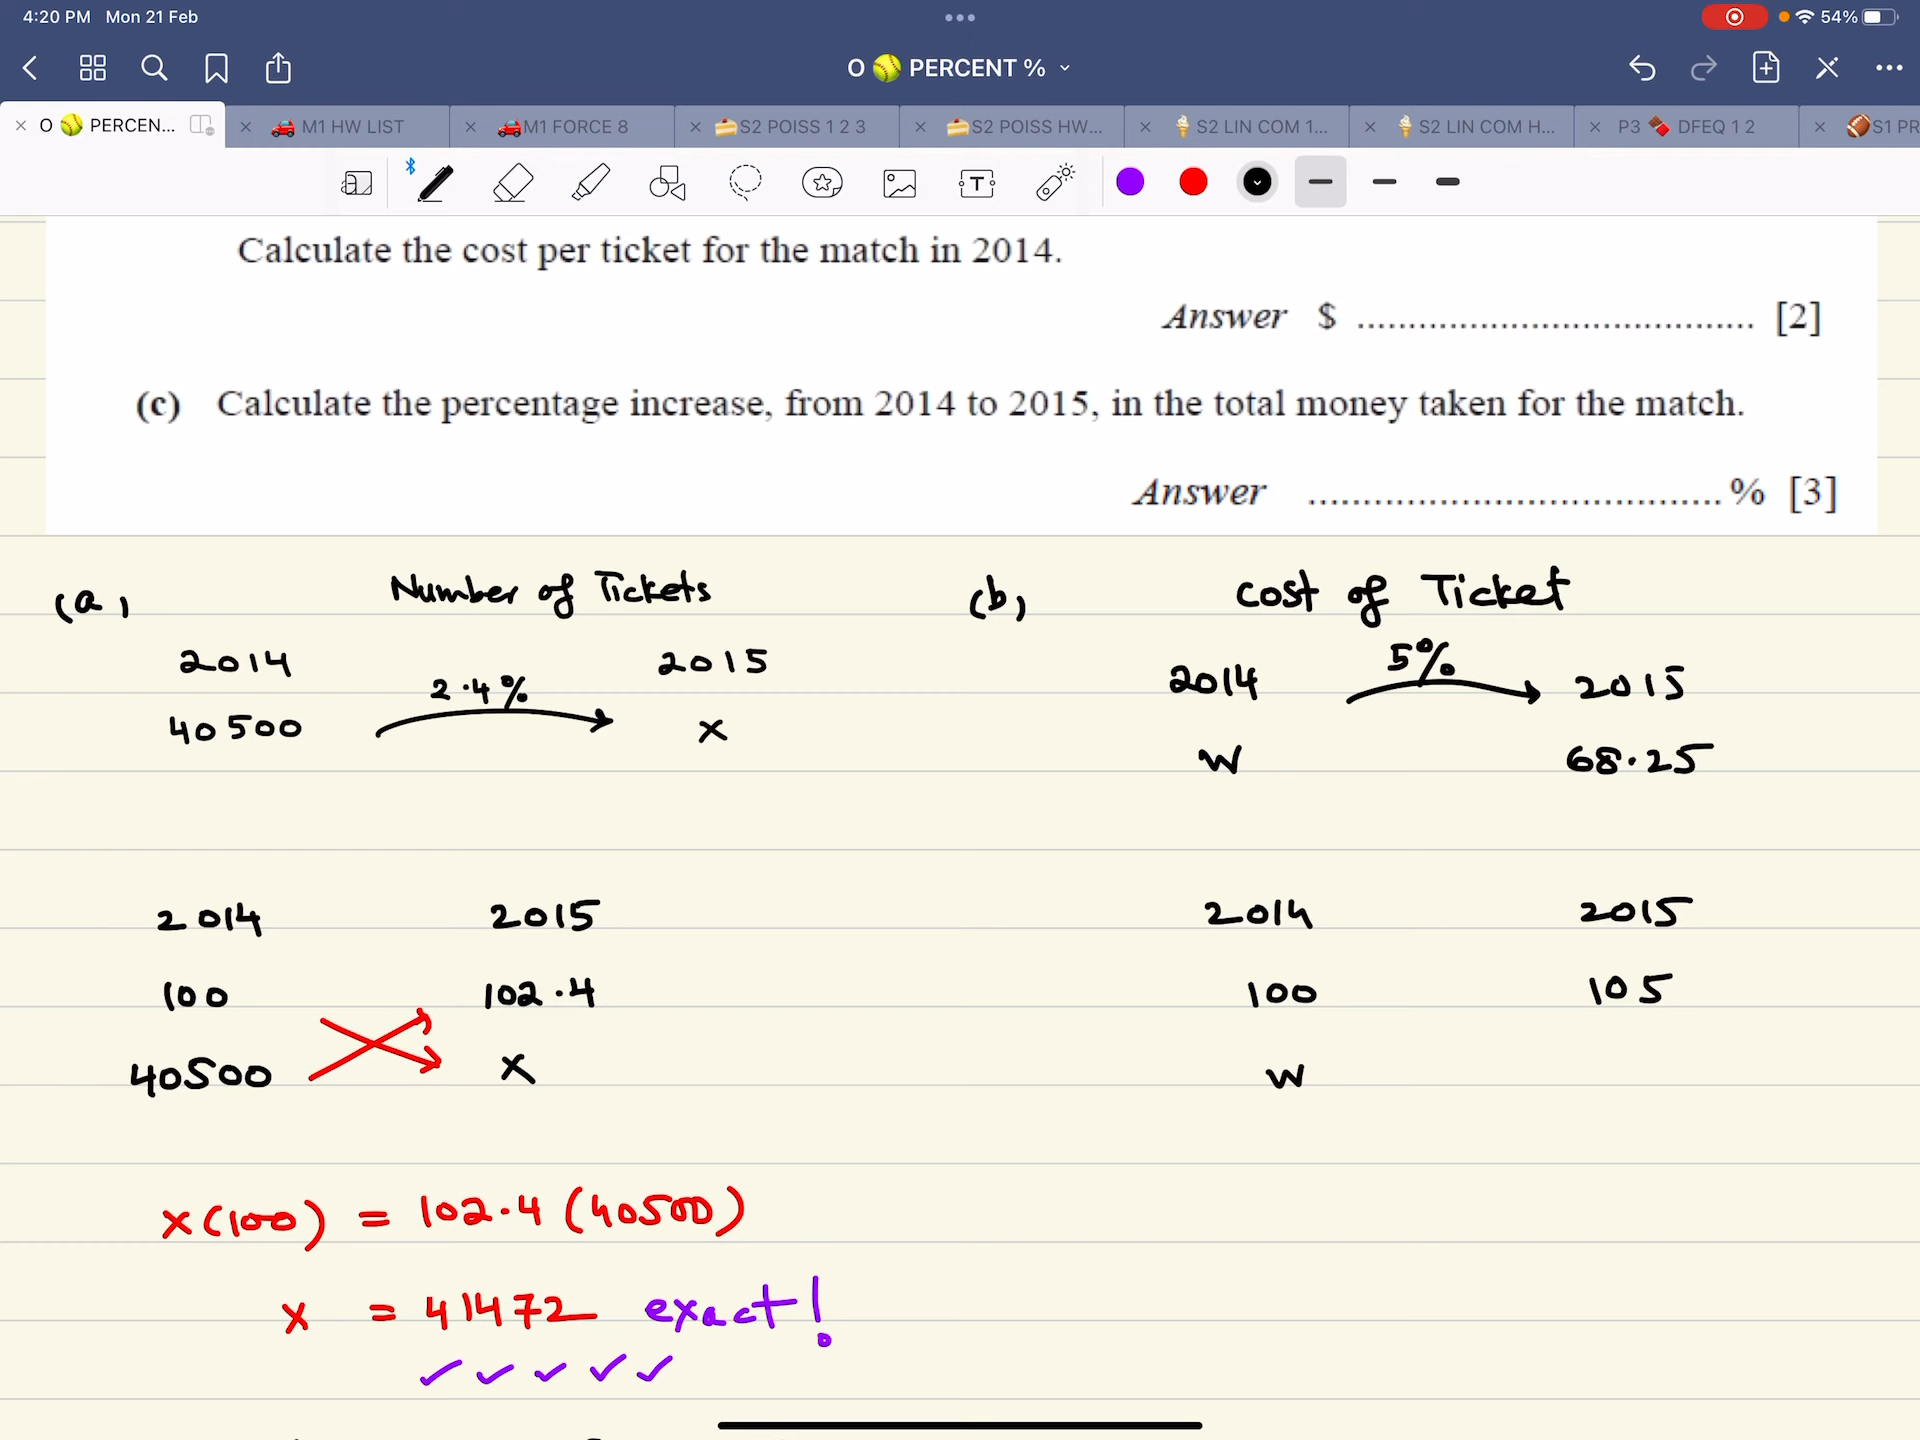 4:20 PM Mon 21 Feb
54%
O PERCENT %
O PERCEN...
M1 HW LIST
M1 FORCE 8
S2 POISS 1 2 3
S2 POISS HW...
S2 LIN COM 1...
S2 LIN COM H...
P3 DFEQ 1 2
S1 PR
Calculate the cost per ticket for the match in 2014.
Answer $ ....................................... [2]
(c) Calculate the percentage increase, from 2014 to 2015, in the total money taken for the match.
Answer ....................................... % [3]
(a) Number of Tickets
2014 2.4% 2015
40500 x
2014 2015
100 102.4
40500 x
x(100) = 102.4 (40500)
x = 41472 exact!
(b) Cost of Ticket
2014 5% 2015
W 68.25
2014 2015
100 105
W